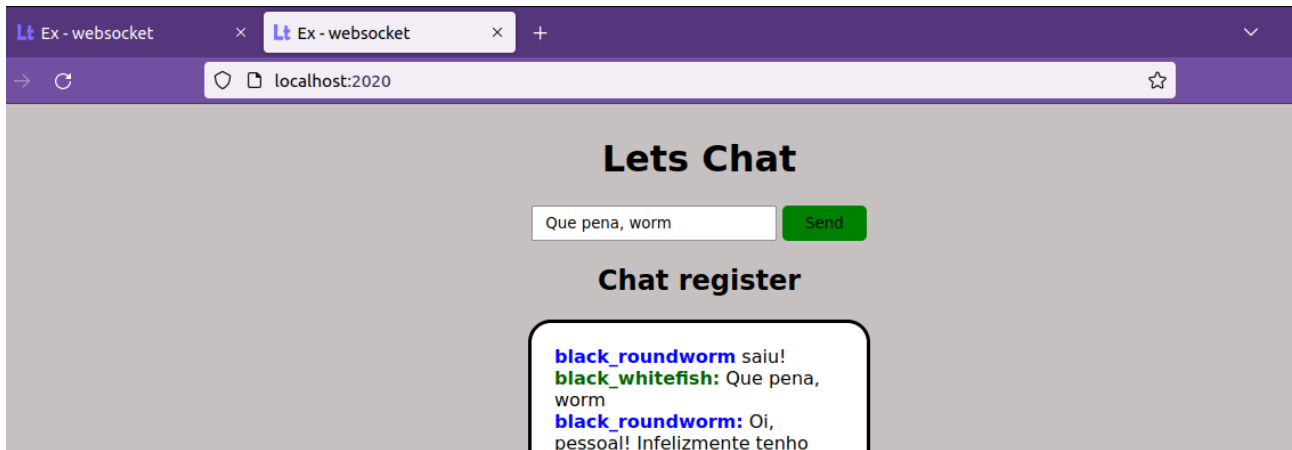 Lt Ex - websocket
Lt Ex - websocket
localhost:2020
Lets Chat
Que pena, worm
Send
Chat register
black_roundworm saiu!
black_whitefish: Que pena,
worm
black_roundworm: Oi,
pessoal! Infelizmente tenho